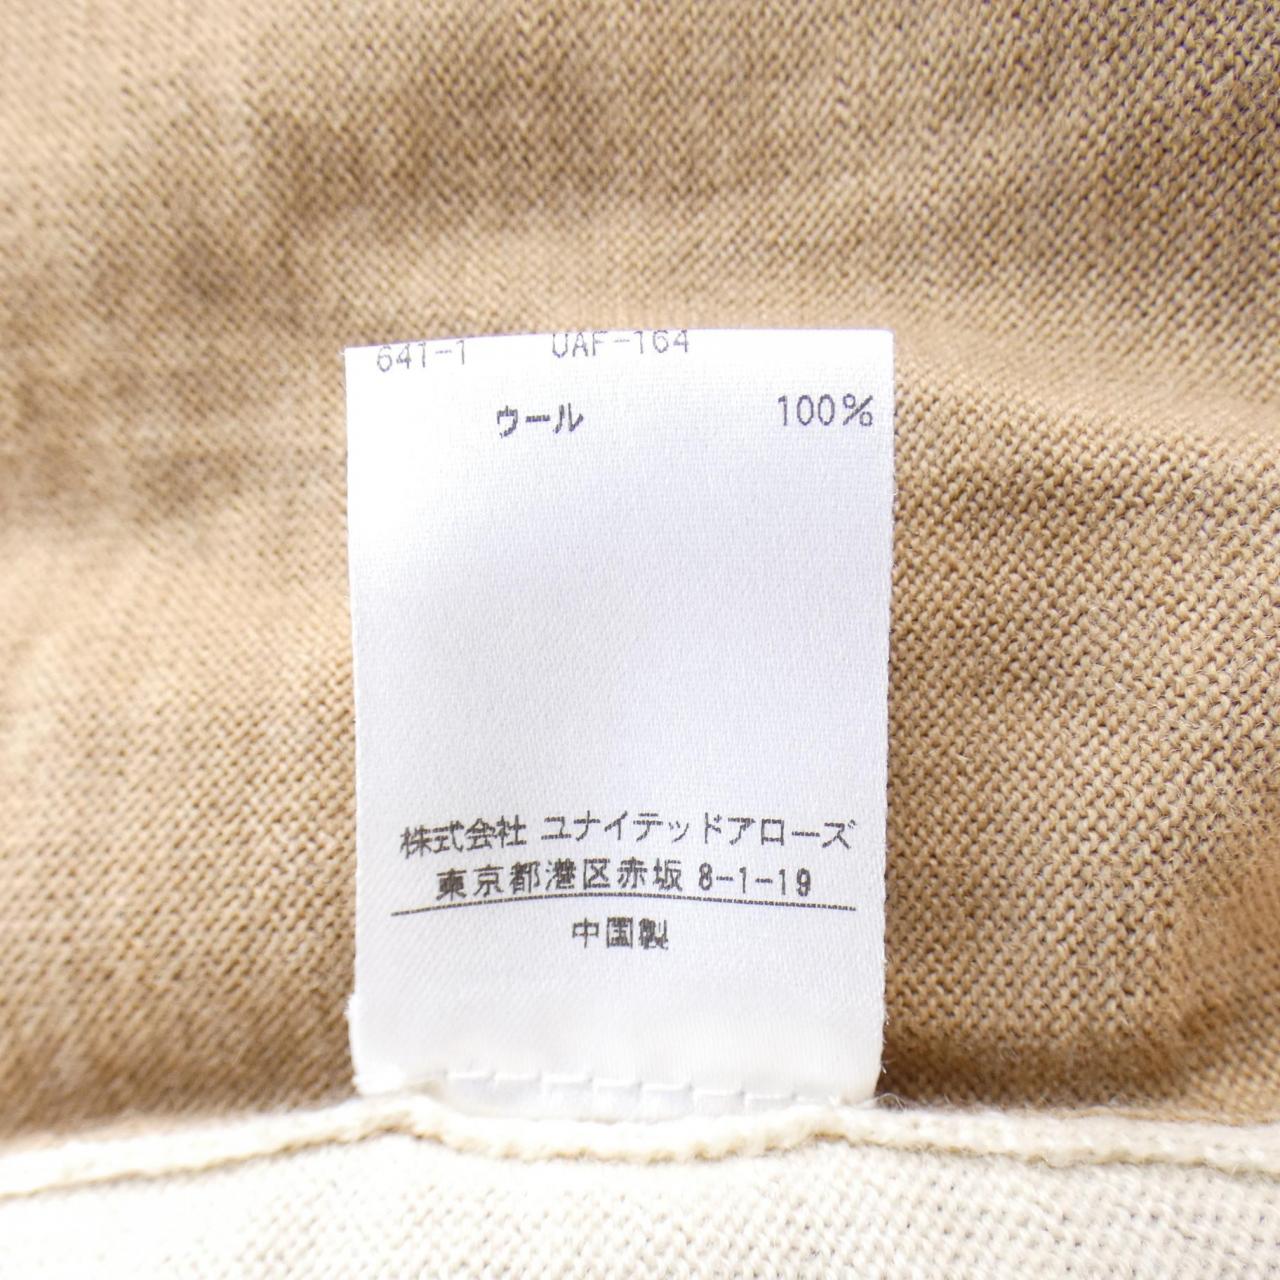 641-1 UAF-164
ウール 100%
株式会社 ユナイテッドアローズ
東京都港区赤坂 8-1-19
中国製